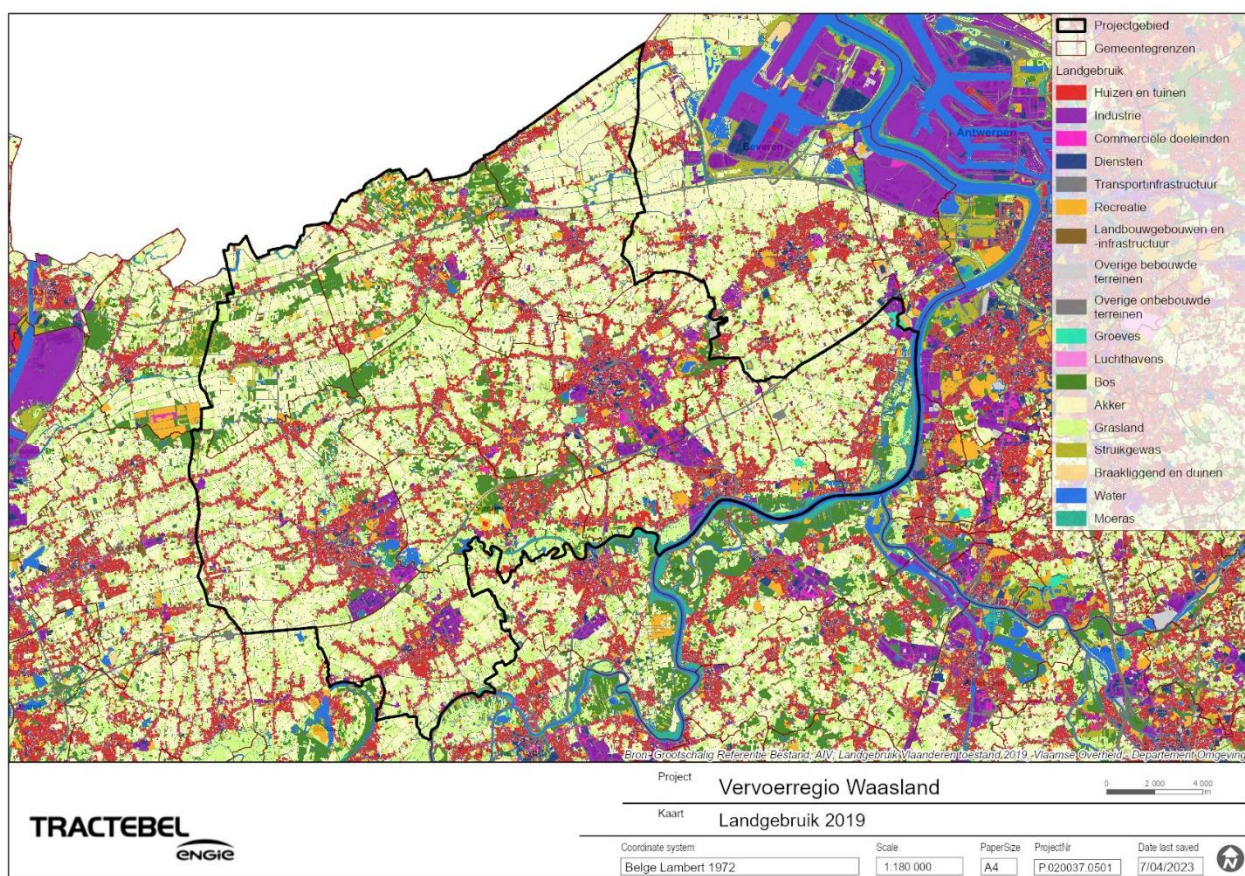 Projectgebied
Gemeentegrenzen
Landgebruik
Huizen en tuinen
Industrie
Commerciële doeleinden
Diensten
Transportinfrastructuur
Recreatie
Landbouwgebouwen en
-infrastructuur
Overige bebouwde
terreinen
Overige onbebouwde
terreinen
Groeves
Luchthavens
Bos
Akker
Grasland
Struikgewas
Braakliggend en duinen
Water
Moeras
Antwerpen
Beveren
Bron: Grootschalig Referentie Bestand, AIV; Landgebruik Vlaanderen toestand 2019, Vlaamse Overheid - Departement Omgeving
Project Vervoerregio Waasland
0 2 000 4 000
m
Kaart Landgebruik 2019
TRACTEBEL
ENGIE
Coordinate system Scale PaperSize ProjectNr Date last saved
Belge Lambert 1972 1:180 000 A4 P.020037.0501 7/04/2023
N